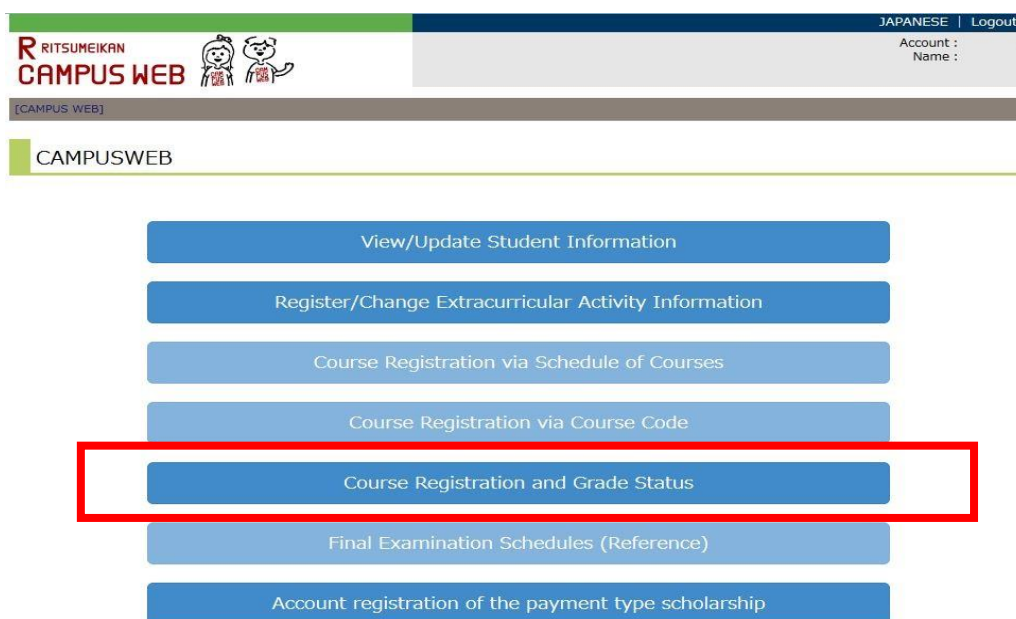 JAPANESE | Logout
R RITSUMEIKAN
CAMPUS WEB
Account :
Name :
[CAMPUS WEB]
CAMPUSWEB
View/Update Student Information
Register/Change Extracurricular Activity Information
Course Registration via Schedule of Courses
Course Registration via Course Code
Course Registration and Grade Status
Final Examination Schedules (Reference)
Account registration of the payment type scholarship